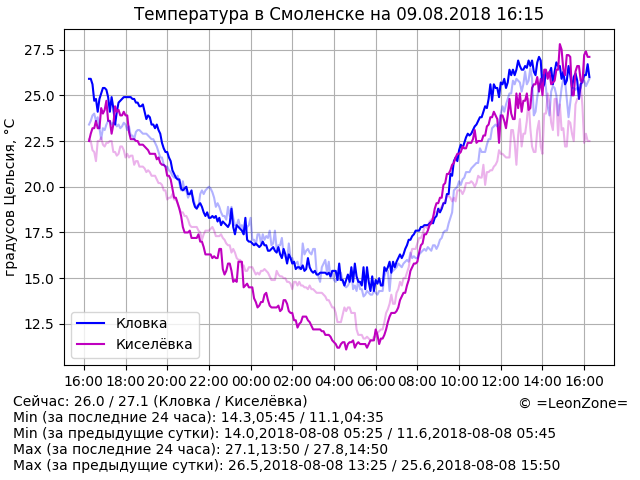 Температура в Смоленске на 09.08.2018 16:15
27.5
25.0
22.5
20.0
17.5
15.0
12.5
градусов Цельсия, °C
Кловка
Киселёвка
16:00 18:00 20:00 22:00 00:00 02:00 04:00 06:00 08:00 10:00 12:00 14:00 16:00
Сейчас: 26.0 / 27.1 (Кловка / Киселёвка)
© =LeonZone=
Min (за последние 24 часа): 14.3,05:45 / 11.1,04:35
Min (за предыдущие сутки): 14.0,2018-08-08 05:25 / 11.6,2018-08-08 05:45
Max (за последние 24 часа): 27.1,13:50 / 27.8,14:50
Max (за предыдущие сутки): 26.5,2018-08-08 13:25 / 25.6,2018-08-08 15:50